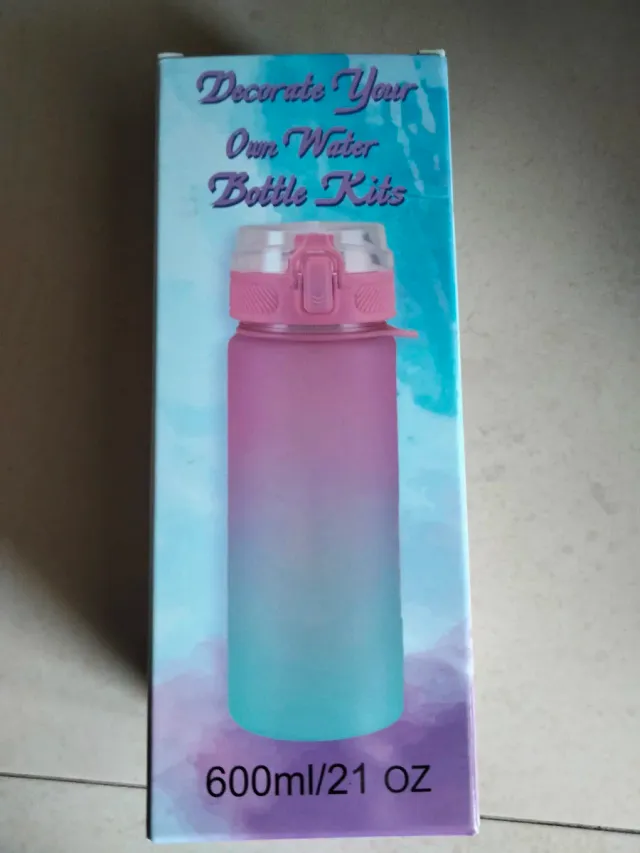 Decorate Your
Own Water
Bottle Kits
600ml/21 OZ